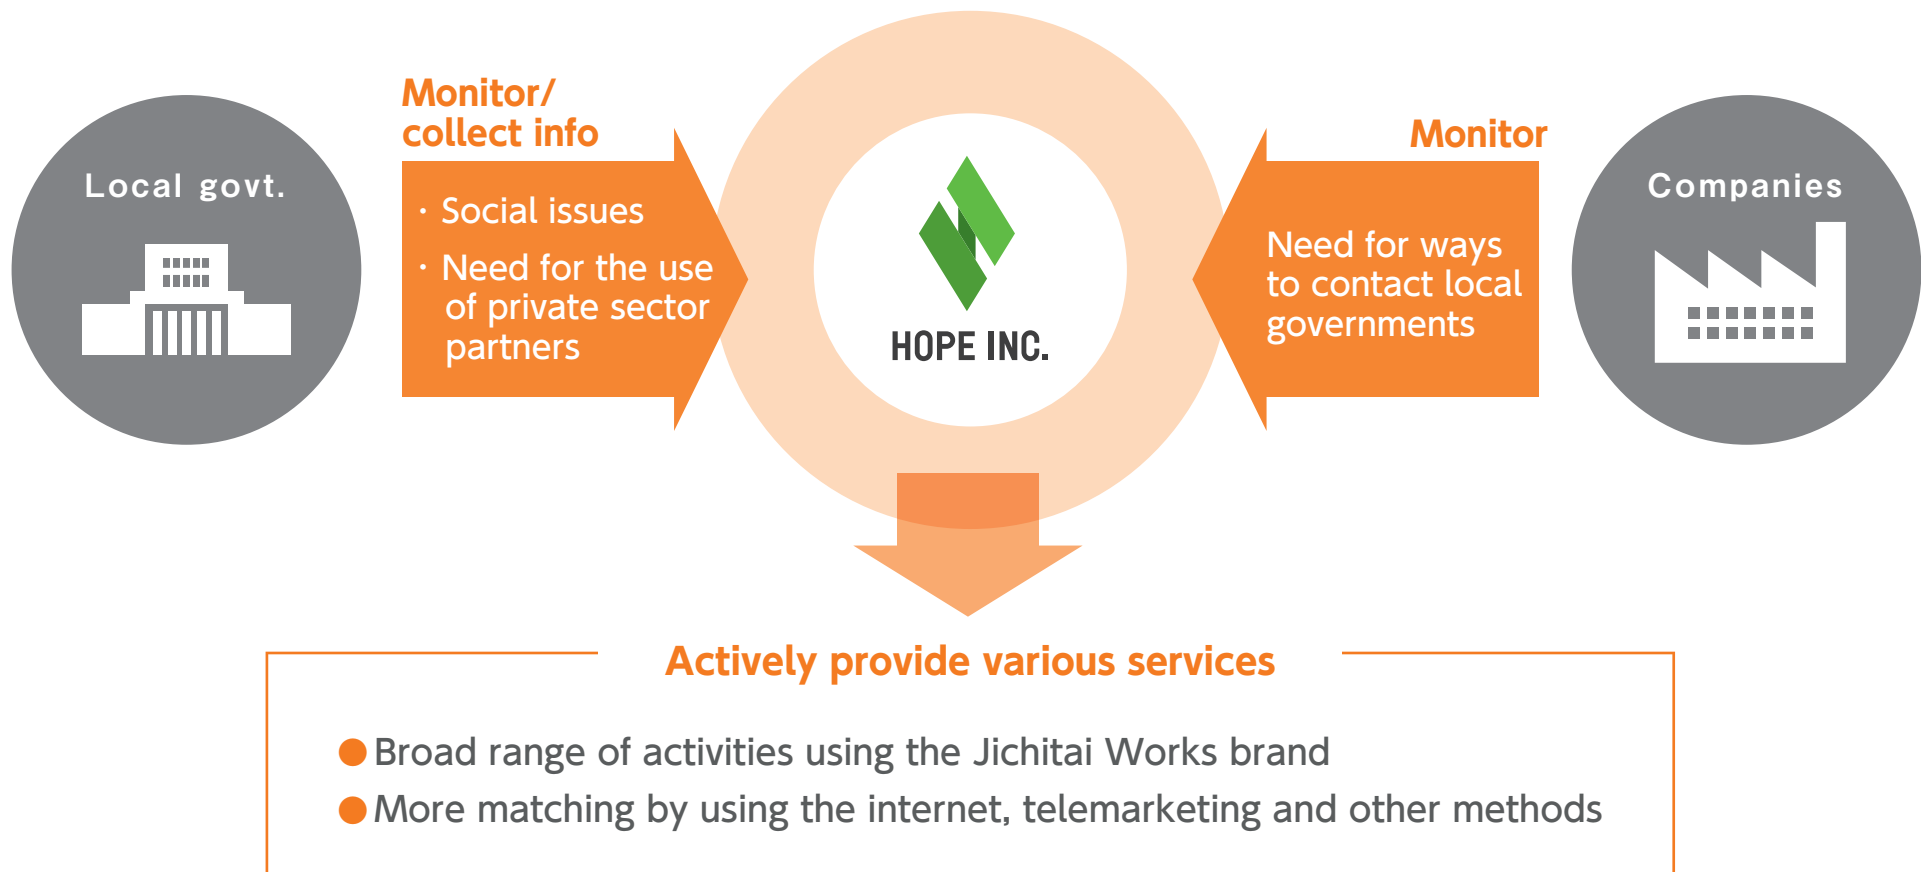 Local govt.
Monitor/
collect info
・Social issues
・Need for the use
of private sector
partners
HOPE INC.
Monitor
Need for ways
to contact local
governments
Companies
Actively provide various services
●Broad range of activities using the Jichitai Works brand
●More matching by using the internet, telemarketing and other methods